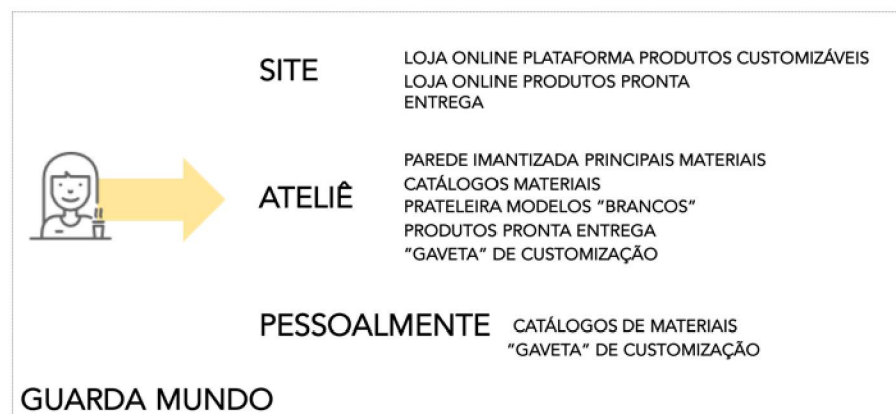 SITE
LOJA ONLINE PLATAFORMA PRODUTOS CUSTOMIZÁVEIS
LOJA ONLINE PRODUTOS PRONTA
ENTREGA
ATELIÊ
PAREDE IMANTIZADA PRINCIPAIS MATERIAIS
CATÁLOGOS MATERIAIS
PRATELEIRA MODELOS "BRANCOS"
PRODUTOS PRONTA ENTREGA
"GAVETA" DE CUSTOMIZAÇÃO
PESSOALMENTE
CATÁLOGOS DE MATERIAIS
"GAVETA" DE CUSTOMIZAÇÃO
GUARDA MUNDO